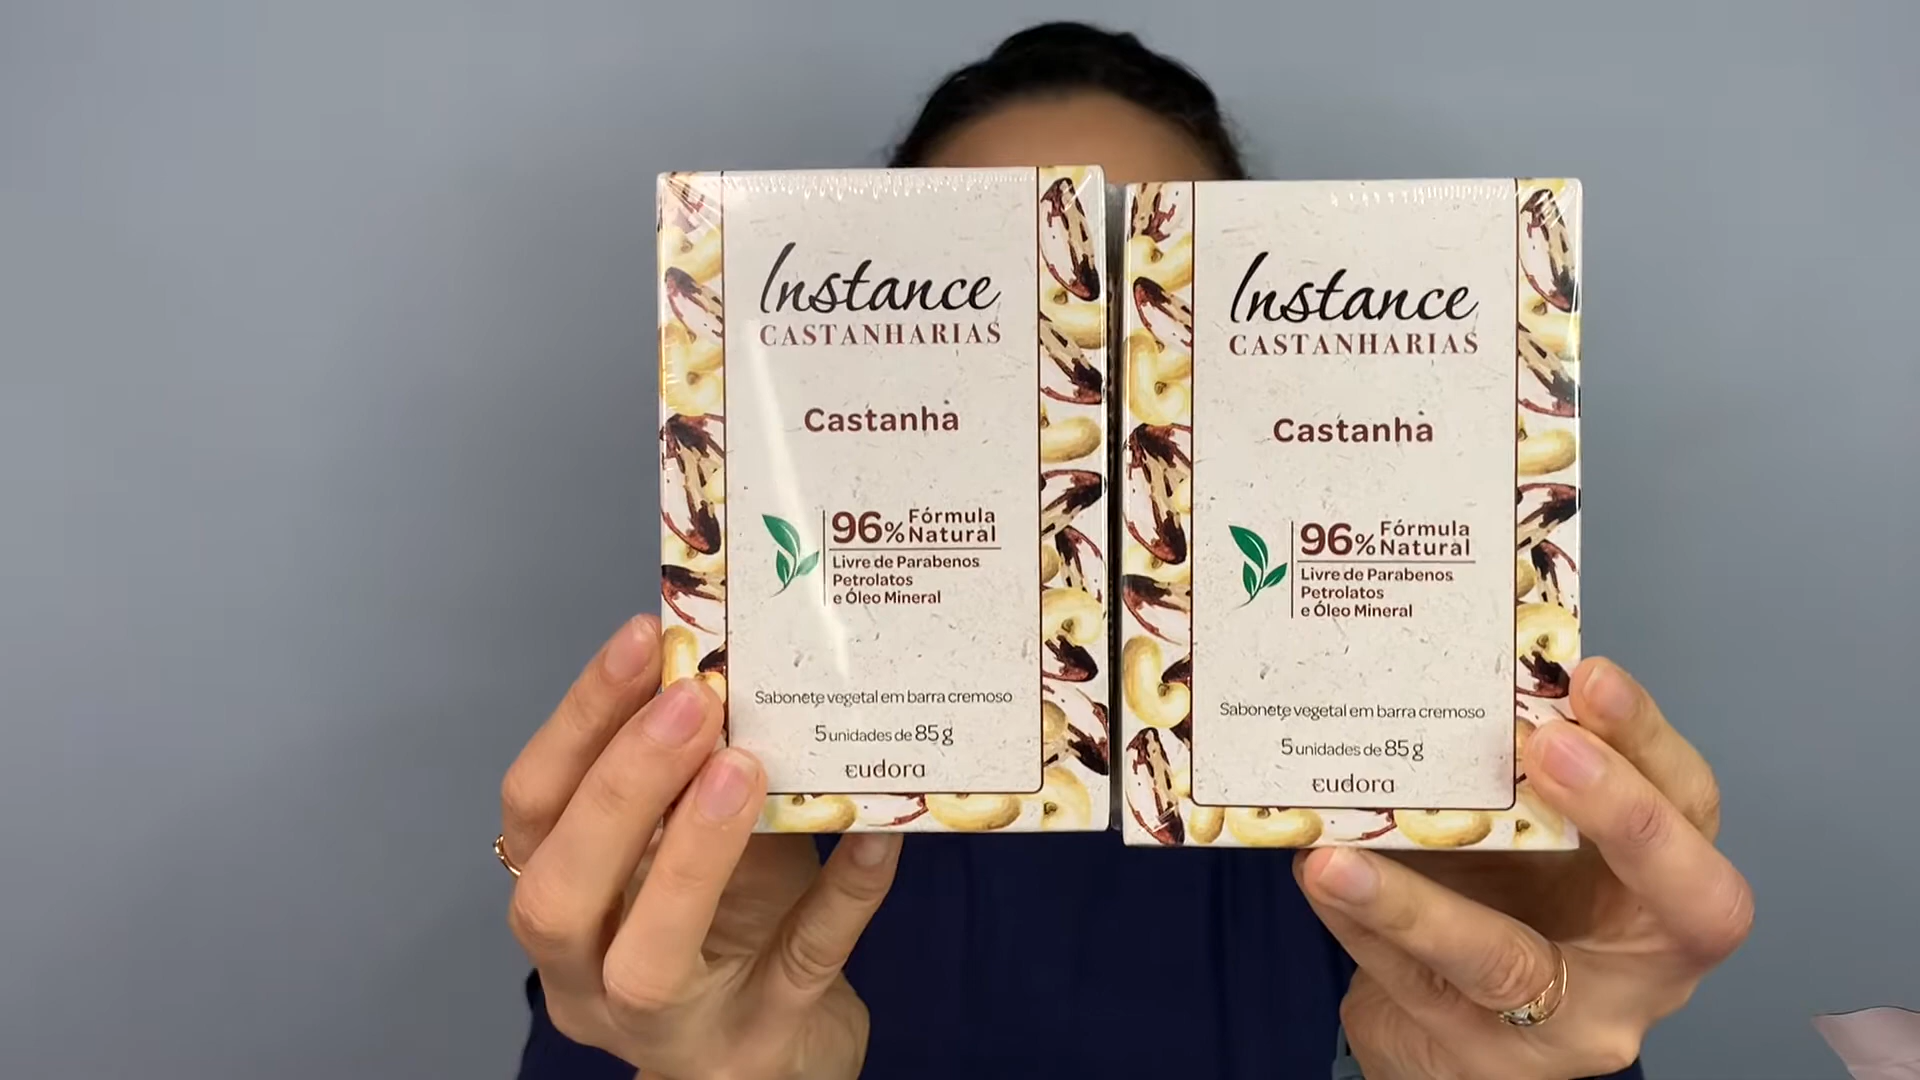 Instance
CASTANHARIAS
Castanha
96% Fórmula
Natural
Livre de Parabenos
Petrolatos
e Óleo Mineral
Sabonete vegetal em barra cremoso
5 unidades de 85 g
eudora
Instance
CASTANHARIAS
Castanha
96% Fórmula
Natural
Livre de Parabenos
Petrolatos
e Óleo Mineral
Sabonete vegetal em barra cremoso
5 unidades de 85 g
eudora